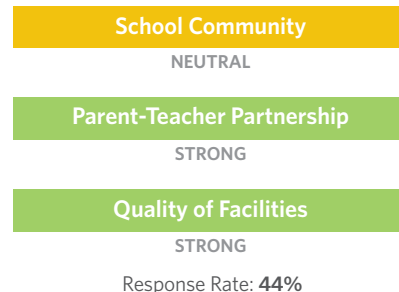 School Community
NEUTRAL
Parent-Teacher Partnership
STRONG
Quality of Facilities
STRONG
Response Rate: 44%